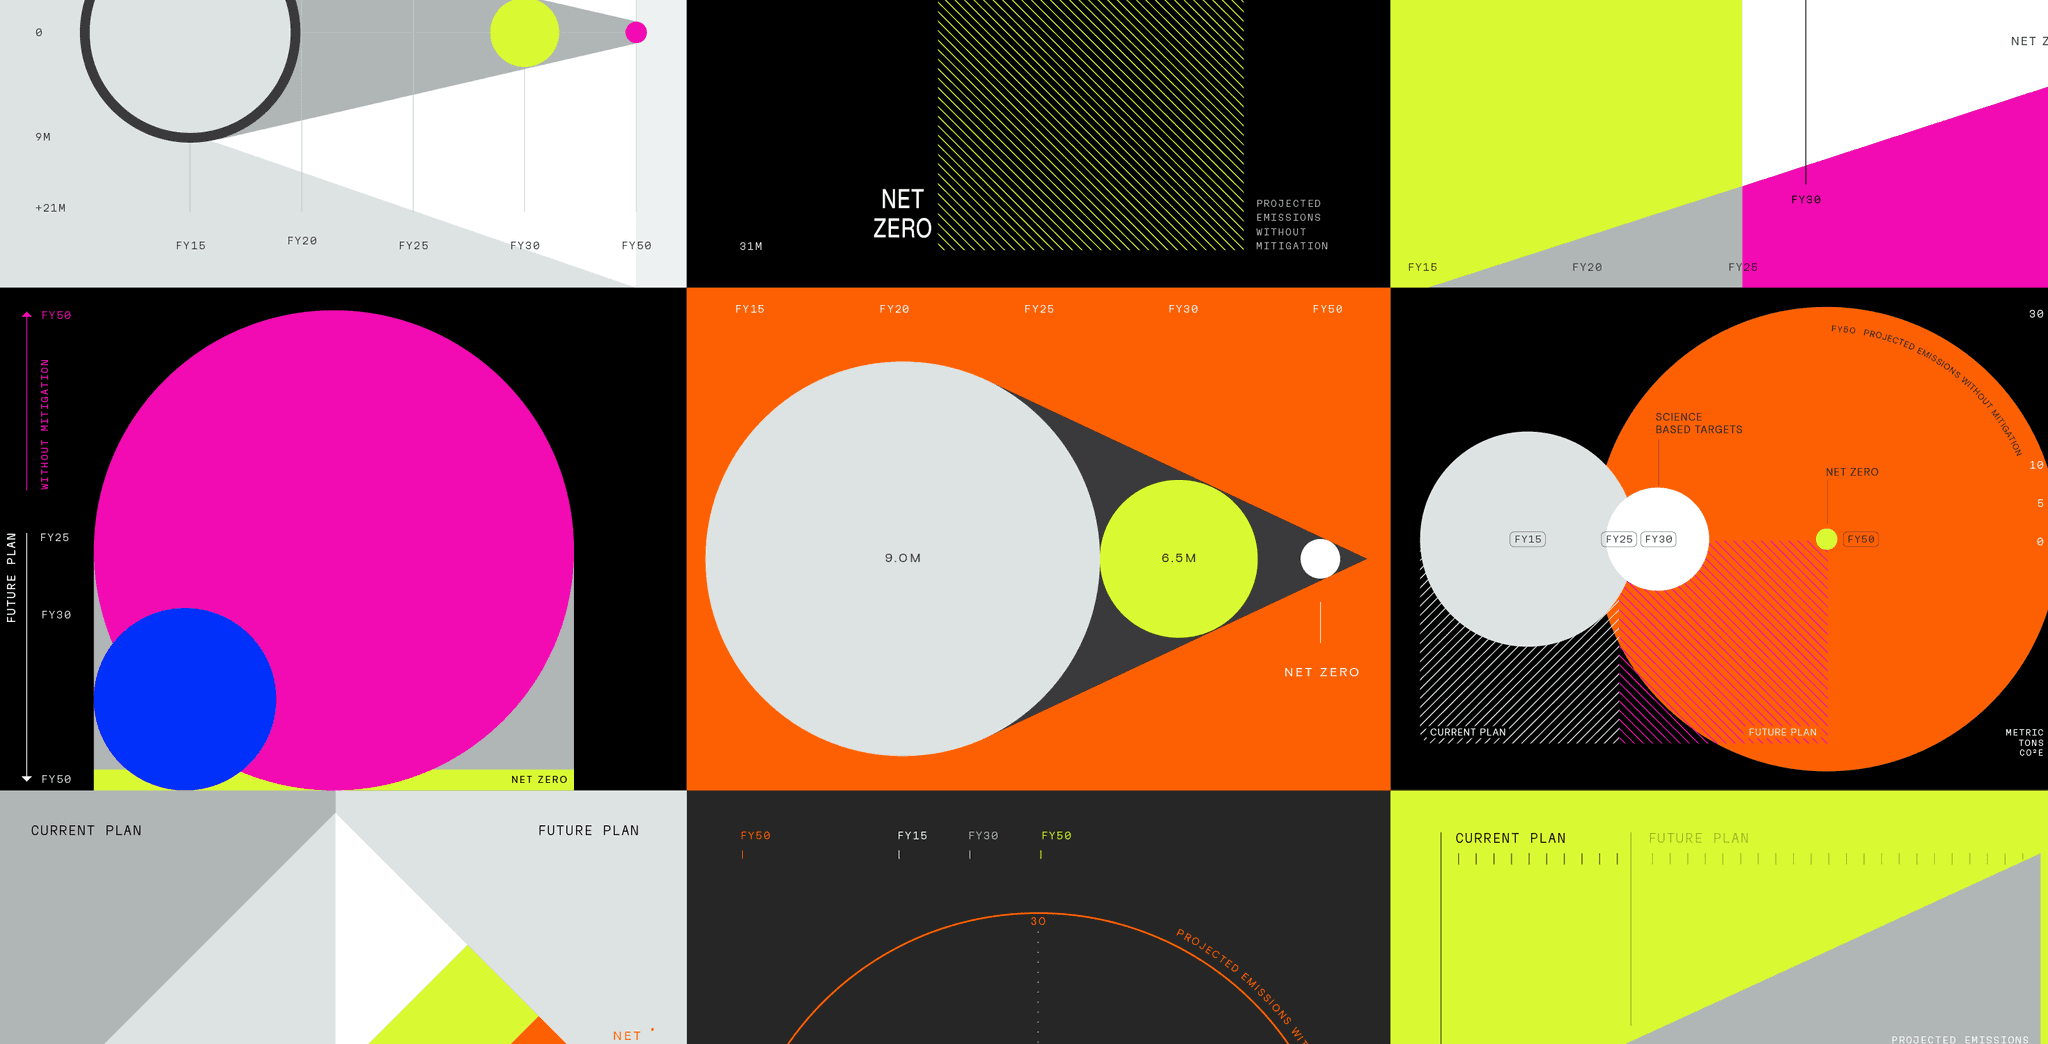 0
9M
+21M
FY15
FY20
FY25
FY30
FY50
NET
ZERO
31M
PROJECTED
EMISSIONS
WITHOUT
MITIGATION
NET Z
FY30
FY15
FY20
FY25
FY50
WITHOUT MITIGATION
FUTURE PLAN
FY25
FY30
FY50
NET ZERO
FY15
FY20
FY25
FY30
FY50
9.0M
6.5M
NET ZERO
30
FY50 PROJECTED EMISSIONS WITHOUT MITIGATION
SCIENCE
BASED TARGETS
NET ZERO
10
5
0
FY15
FY25
FY30
FY50
CURRENT PLAN
FUTURE PLAN
METRIC
TONS
CO²E
CURRENT PLAN
FUTURE PLAN
NET
FY50
FY15
FY30
FY50
30
PROJECTED EMISSIONS WIT
CURRENT PLAN
FUTURE PLAN
PROJECTED EMISSIONS